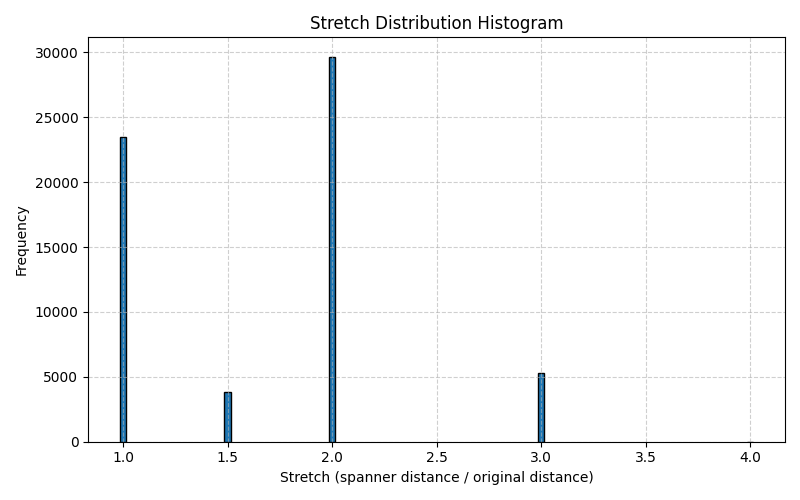 Stretch Distribution Histogram
30000
25000
20000
15000
10000
5000
0
Frequency
1.0 1.5 2.0 2.5 3.0 3.5 4.0
Stretch (spanner distance / original distance)